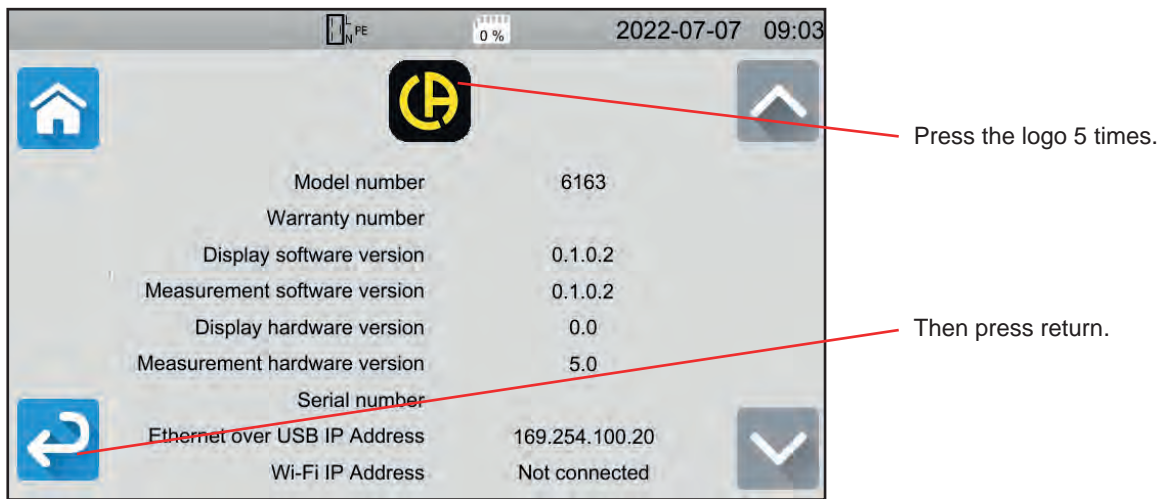 L N PE 0 % 2022-07-07 09:03
CA
Press the logo 5 times.
Model number 6163
Warranty number
Display software version 0.1.0.2
Measurement software version 0.1.0.2
Display hardware version 0.0
Then press return.
Measurement hardware version 5.0
Serial number
Ethernet over USB IP Address 169.254.100.20
Wi-Fi IP Address Not connected